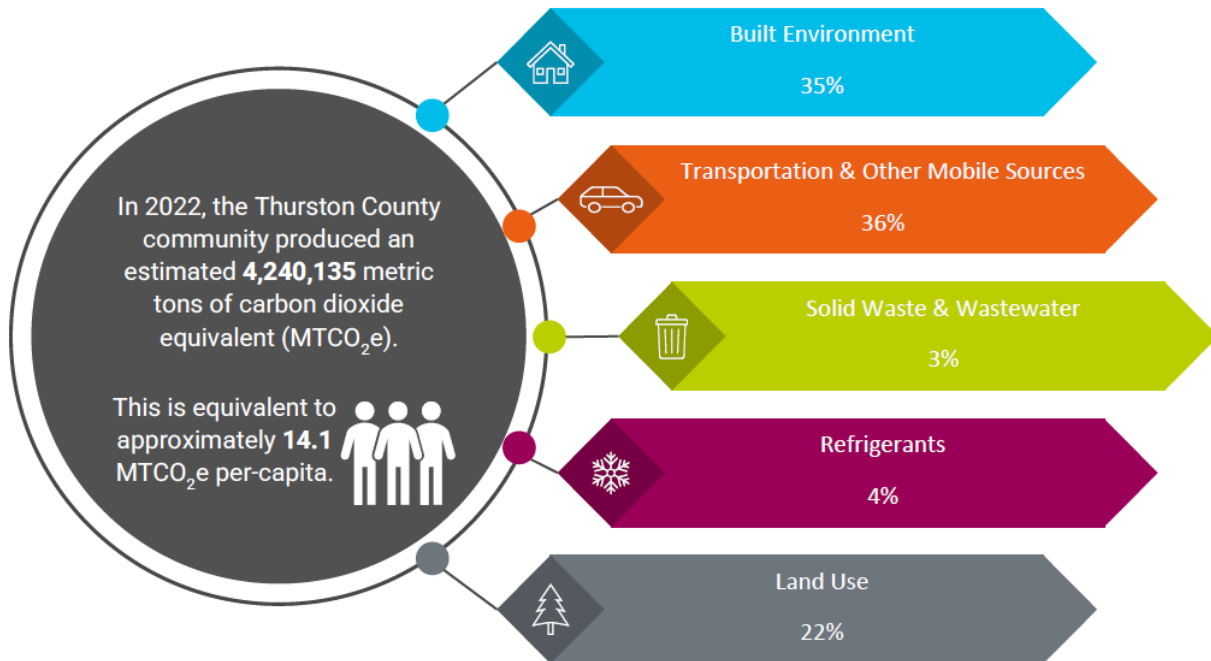 In 2022, the Thurston County
community produced an
estimated 4,240,135 metric
tons of carbon dioxide
equivalent (MTCO₂e).
This is equivalent to
approximately 14.1
MTCO₂e per-capita.
Built Environment
35%
Transportation & Other Mobile Sources
36%
Solid Waste & Wastewater
3%
Refrigerants
4%
Land Use
22%